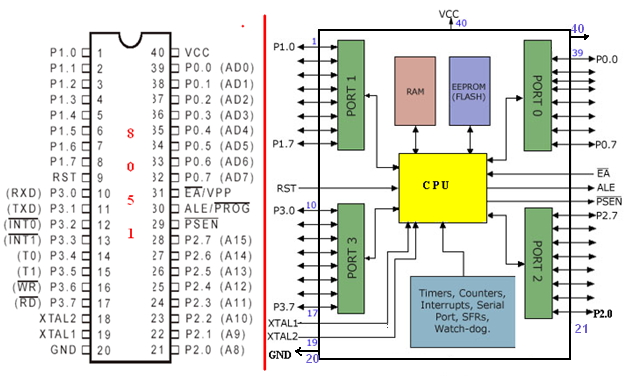 P1.0 1 40 VCC
P1.1 2 39 P0.0 (AD0)
P1.2 3 38 P0.1 (AD1)
P1.3 4 37 P0.2 (AD2)
P1.4 5 36 P0.3 (AD3)
P1.5 6 35 P0.4 (AD4)
P1.6 7 34 P0.5 (AD5)
P1.7 8 33 P0.6 (AD6)
RST 9 32 P0.7 (AD7)
(RXD) P3.0 10 31 EA/VPP
(TXD) P3.1 11 30 ALE/PROG
(INT0) P3.2 12 29 PSEN
(INT1) P3.3 13 28 P2.7 (A15)
(T0) P3.4 14 27 P2.6 (A14)
(T1) P3.5 15 26 P2.5 (A13)
(WR) P3.6 16 25 P2.4 (A12)
(RD) P3.7 17 24 P2.3 (A11)
XTAL2 18 23 P2.2 (A10)
XTAL1 19 22 P2.1 (A9)
GND 20 21 P2.0 (A8)
8
0
5
1
VCC
40
40
P1.0 1
39 P0.0
PORT 1
RAM
EEPROM
(FLASH)
PORT 0
P1.7
P0.7
CPU
EA
RST
ALE
PSEN
P3.0 10
P2.7
PORT 3
PORT 2
Timers, Counters,
Interrupts, Serial
Port, SFRs,
Watch-dog.
P3.7
17
P2.0
21
XTAL1
XTAL2
19
GND
20